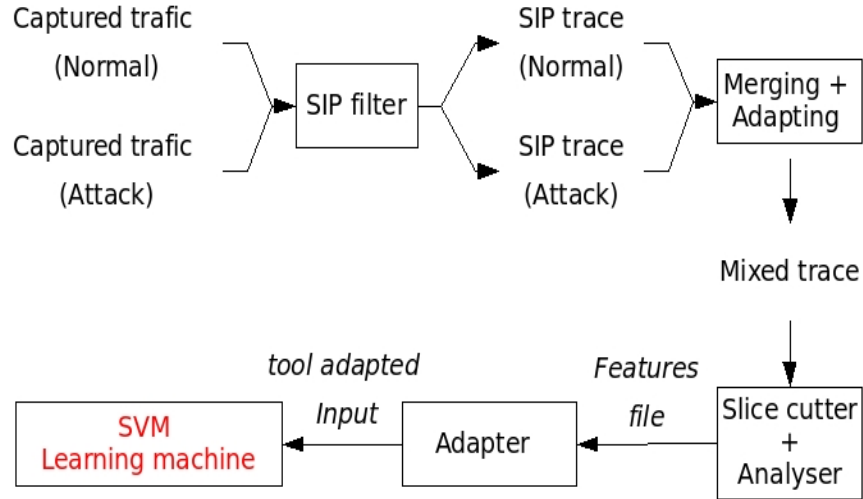 Captured trafic
(Normal)
SIP trace
(Normal)
SIP filter
Merging +
Adapting
Captured trafic
(Attack)
SIP trace
(Attack)
Mixed trace
tool adapted
Input
Features
file
SVM
Learning machine
Adapter
Slice cutter
+
Analyser